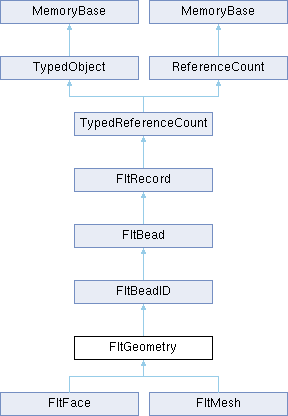 MemoryBase MemoryBase
TypedObject ReferenceCount
TypedReferenceCount
FltRecord
FltBead
FltBeadID
FltGeometry
FltFace FltMesh